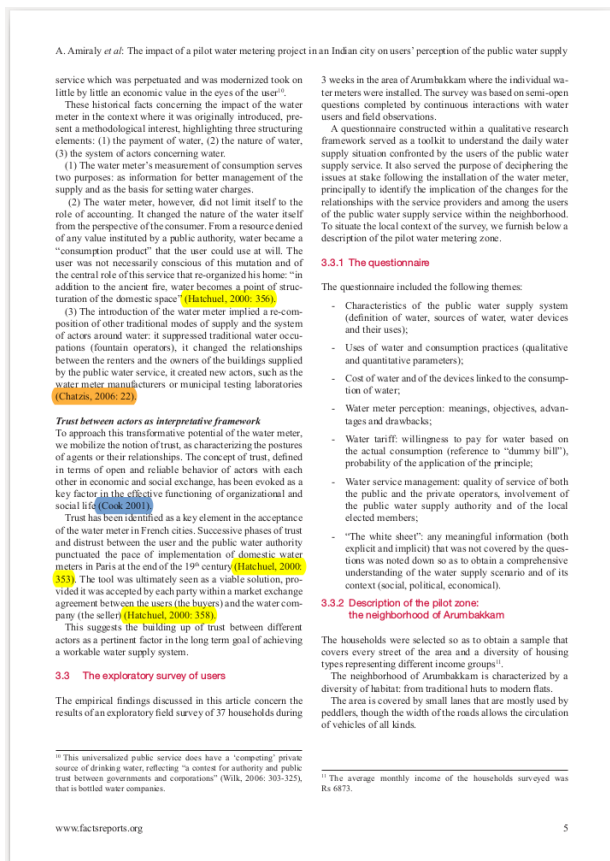 A. Amiraly et al: The impact of a pilot water metering project in an Indian city on users' perception of the public water supply
service which was perpetuated and was modernized took on
little by little an economic value in the eyes of the user¹⁰.
These historical facts concerning the impact of the water
meter in the context where it was originally introduced, pre-
sent a methodological interest, highlighting three structuring
elements: (1) the payment of water, (2) the nature of water,
(3) the system of actors concerning water.
(1) The water meter's measurement of consumption serves
two purposes: as information for better management of the
supply and as the basis for setting water charges.
(2) The water meter, however, did not limit itself to the
role of accounting. It changed the nature of the water itself
from the perspective of the consumer. From a resource denied
of any value instituted by a public authority, water became a
“consumption product” that the user could use at will. The
user was not necessarily conscious of this mutation and of
the central role of this service that re-organized his home: “in
addition to the ancient fire, water becomes a point of struc-
turation of the domestic space” (Hatchuel, 2000: 356).
(3) The introduction of the water meter implied a re-com-
position of other traditional modes of supply and the system
of actors around water: it suppressed traditional water occu-
pations (fountain operators), it changed the relationships
between the renters and the owners of the buildings supplied
by the public water service, it created new actors, such as the
water meter manufacturers or municipal testing laboratories
(Chatzis, 2006: 22).
Trust between actors as interpretative framework
To approach this transformative potential of the water meter,
we mobilize the notion of trust, as characterizing the postures
of agents or their relationships. The concept of trust, defined
in terms of open and reliable behavior of actors with each
other in economic and social exchange, has been evoked as a
key factor in the effective functioning of organizational and
social life (Cook 2001).
Trust has been identified as a key element in the acceptance
of the water meter in French cities. Successive phases of trust
and distrust between the user and the public water authority
punctuated the pace of implementation of domestic water
meters in Paris at the end of the 19th century (Hatchuel, 2000:
353). The tool was ultimately seen as a viable solution, pro-
vided it was accepted by each party within a market exchange
agreement between the users (the buyers) and the water com-
pany (the seller) (Hatchuel, 2000: 358).
This suggests the building up of trust between different
actors as a pertinent factor in the long term goal of achieving
a workable water supply system.
3.3 The exploratory survey of users
The empirical findings discussed in this article concern the
results of an exploratory field survey of 37 households during
¹⁰ This universalized public service does have a ‘competing’ private
source of drinking water, reflecting “a contest for authority and public
trust between governments and corporations” (Wilk, 2006: 303-325),
that is bottled water companies.
3 weeks in the area of Arumbakkam where the individual wa-
ter meters were installed. The survey was based on semi-open
questions completed by continuous interactions with water
users and field observations.
A questionnaire constructed within a qualitative research
framework served as a toolkit to understand the daily water
supply situation confronted by the users of the public water
supply service. It also served the purpose of deciphering the
issues at stake following the installation of the water meter,
principally to identify the implication of the changes for the
relationships with the service providers and among the users
of the public water supply service within the neighborhood.
To situate the local context of the survey, we furnish below a
description of the pilot water metering zone.
3.3.1 The questionnaire
The questionnaire included the following themes:
- Characteristics of the public water supply system
(definition of water, sources of water, water devices
and their uses);
- Uses of water and consumption practices (qualitative
and quantitative parameters);
- Cost of water and of the devices linked to the consump-
tion of water;
- Water meter perception: meanings, objectives, advan-
tages and drawbacks;
- Water tariff: willingness to pay for water based on
the actual consumption (reference to “dummy bill”),
probability of the application of the principle;
- Water service management: quality of service of both
the public and the private operators, involvement of
the public water supply authority and of the local
elected members;
- “The white sheet”: any meaningful information (both
explicit and implicit) that was not covered by the ques-
tions was noted down so as to obtain a comprehensive
understanding of the water supply scenario and of its
context (social, political, economical).
3.3.2 Description of the pilot zone:
the neighborhood of Arumbakkam
The households were selected so as to obtain a sample that
covers every street of the area and a diversity of housing
types representing different income groups¹¹.
The neighborhood of Arumbakkam is characterized by a
diversity of habitat: from traditional huts to modern flats.
The area is covered by small lanes that are mostly used by
peddlers, though the width of the roads allows the circulation
of vehicles of all kinds.
¹¹ The average monthly income of the households surveyed was
Rs 6873.
www.factsreports.org
5